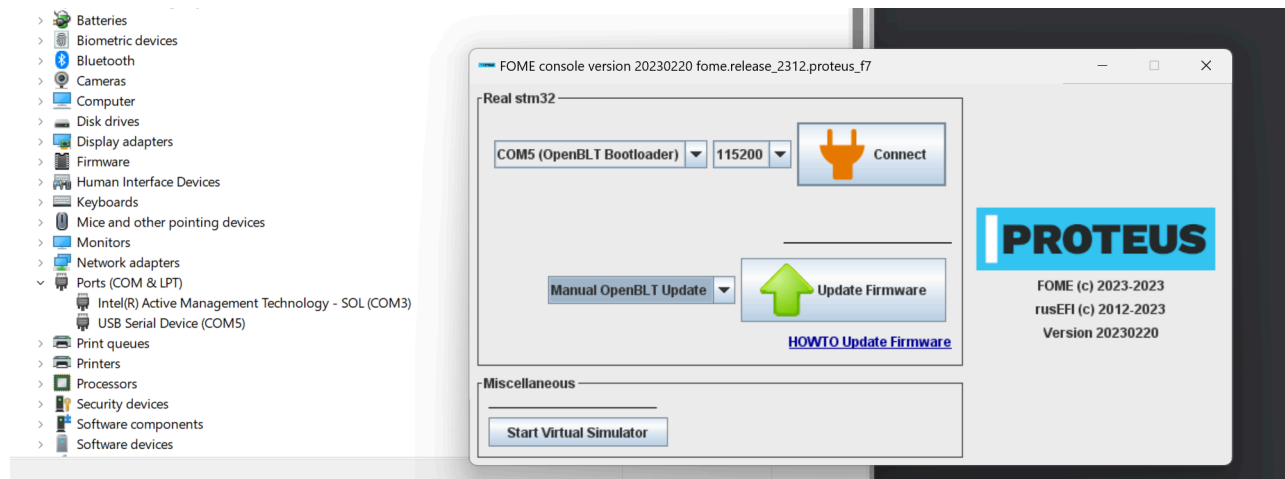 Batteries
Biometric devices
Bluetooth
Cameras
Computer
Disk drives
Display adapters
Firmware
Human Interface Devices
Keyboards
Mice and other pointing devices
Monitors
Network adapters
Ports (COM & LPT)
Intel(R) Active Management Technology - SOL (COM3)
USB Serial Device (COM5)
Print queues
Printers
Processors
Security devices
Software components
Software devices
FOME console version 20230220 fome.release_2312.proteus_f7
Real stm32
COM5 (OpenBLT Bootloader) 115200 Connect
Manual OpenBLT Update Update Firmware
HOWTO Update Firmware
Miscellaneous
Start Virtual Simulator
PROTEUS
FOME (c) 2023-2023
rusEFI (c) 2012-2023
Version 20230220